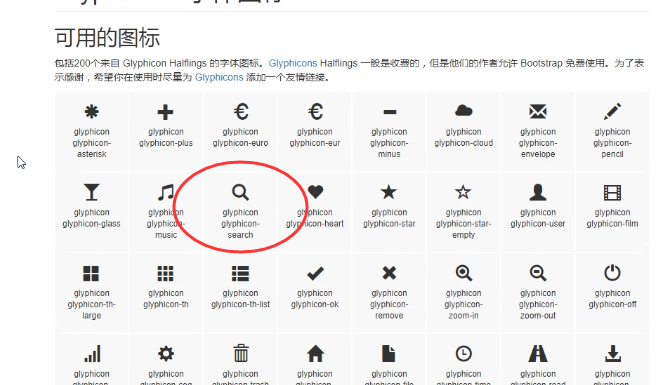 可用的图标
包括200个来自 Glyphicon Halflings 的字体图标。Glyphicons Halflings 一般是收费的，但是他们的作者允许 Bootstrap 免费使用。为了表
示感谢，希望你在使用时尽量为 Glyphicons 添加一个友情链接。
glyphicon glyphicon glyphicon glyphicon glyphicon glyphicon glyphicon glyphicon
glyphicon- glyphicon-plus glyphicon-euro glyphicon-eur glyphicon- glyphicon-cloud glyphicon- glyphicon-
asterisk minus envelope pencil
glyphicon glyphicon glyphicon glyphicon glyphicon glyphicon glyphicon glyphicon
glyphicon-glass glyphicon- glyphicon- glyphicon-heart glyphicon-star glyphicon-star- glyphicon-user glyphicon-film
music search empty
glyphicon glyphicon glyphicon glyphicon glyphicon glyphicon glyphicon glyphicon
glyphicon-th- glyphicon-th glyphicon-th-list glyphicon-ok glyphicon- glyphicon- glyphicon- glyphicon-off
large remove zoom-in zoom-out
glyphicon glyphicon glyphicon glyphicon glyphicon glyphicon glyphicon glyphicon